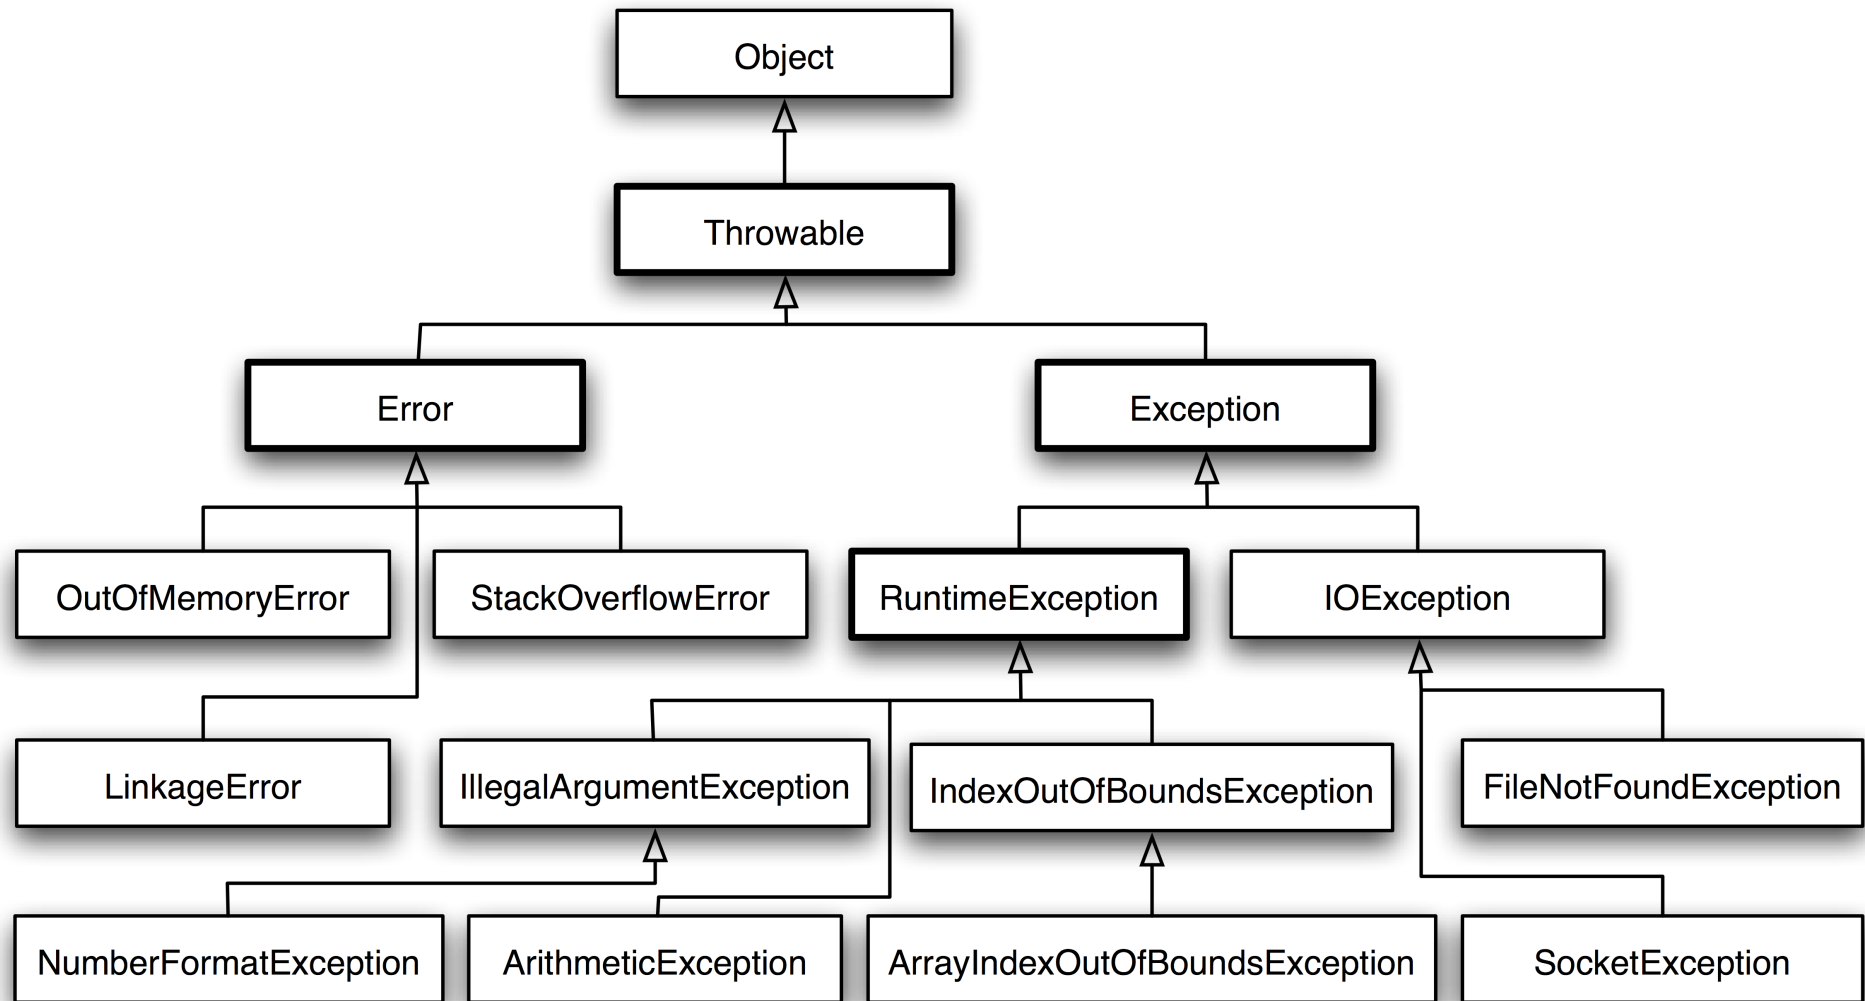 Object
Throwable
Error
Exception
OutOfMemoryError
StackOverflowError
RuntimeException
IOException
LinkageError
IllegalArgumentException
IndexOutOfBoundsException
FileNotFoundException
NumberFormatException
ArithmeticException
ArrayIndexOutOfBoundsException
SocketException